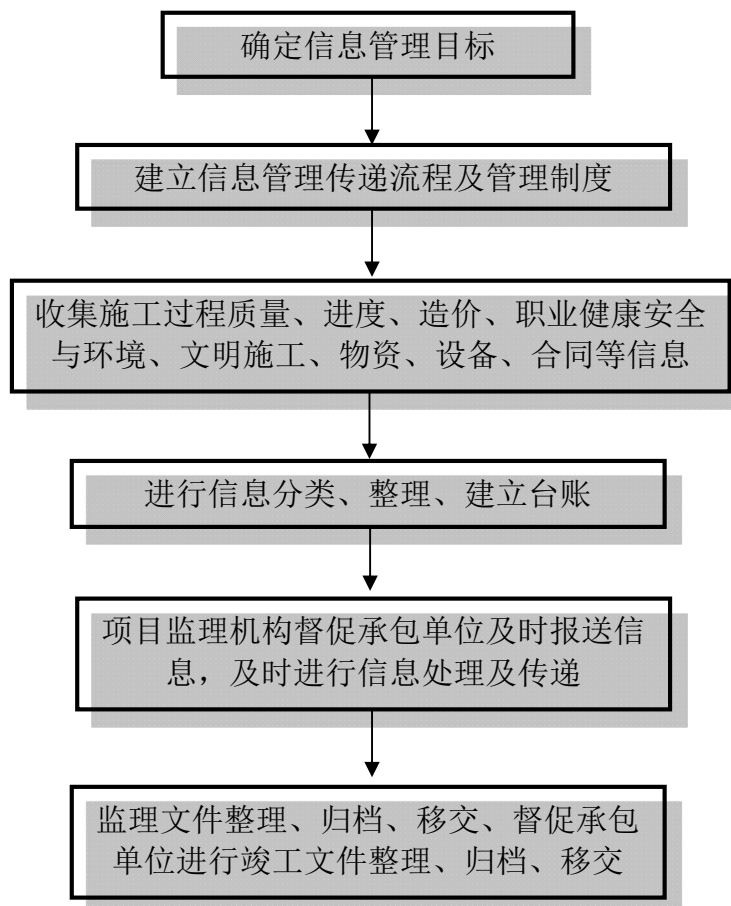 确定信息管理目标
建立信息管理传递流程及管理制度
收集施工过程质量、进度、造价、职业健康安全
与环境、文明施工、物资、设备、合同等信息
进行信息分类、整理、建立台账
项目监理机构督促承包单位及时报送信
息，及时进行信息处理及传递
监理文件整理、归档、移交、督促承包
单位进行竣工文件整理、归档、移交